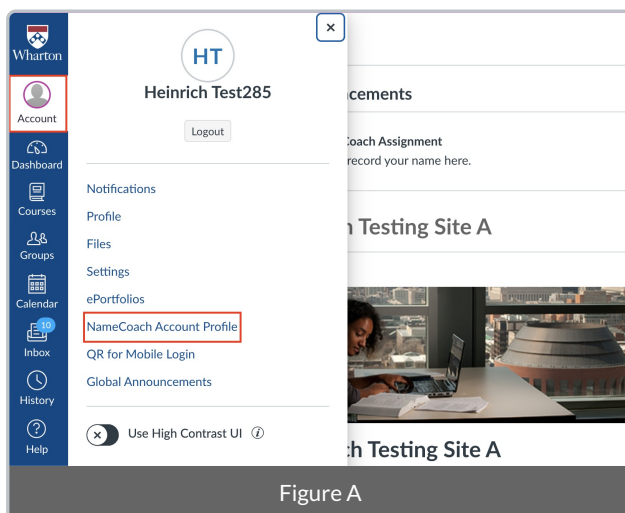 Wharton
Account
Dashboard
Courses
Groups
Calendar
10
Inbox
History
Help
×
HT
Heinrich Test285
Logout
Notifications
Profile
Files
Settings
ePortfolios
NameCoach Account Profile
QR for Mobile Login
Global Announcements
Use High Contrast UI i
cements
Coach Assignment
record your name here.
Testing Site A
Testing Site A
Figure A